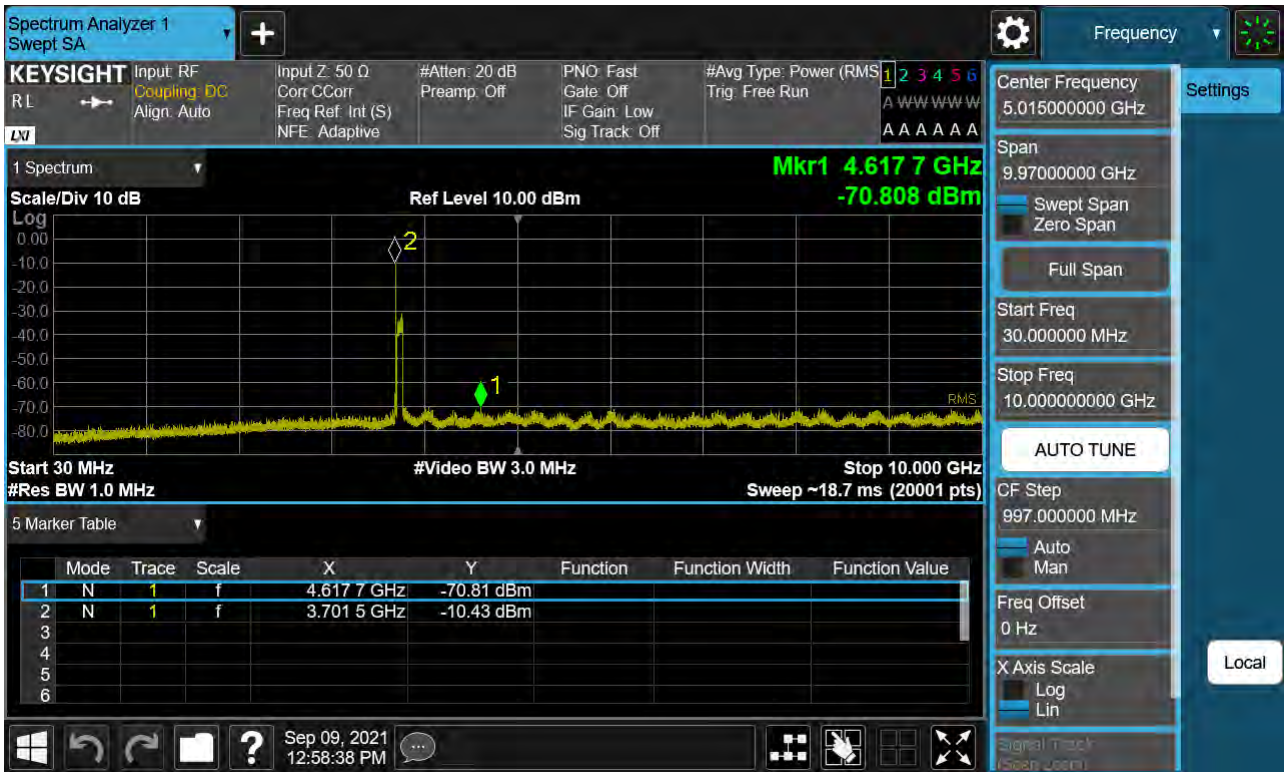 Spectrum Analyzer 1
Swept SA
Frequency
KEYSIGHT
RL
LXI
Input: RF
Coupling: DC
Align: Auto
Input Z: 50 Ω
Corr CCorr
Freq Ref: Int (S)
NFE: Adaptive
#Atten: 20 dB
Preamp: Off
PNO: Fast
Gate: Off
IF Gain: Low
Sig Track: Off
#Avg Type: Power (RMS
Trig: Free Run
1 2 3 4 5 6
A W W W W W
A A A A A A
1 Spectrum
Mkr1 4.617 7 GHz
Scale/Div 10 dB
Ref Level 10.00 dBm
-70.808 dBm
Log
0.00
-10.0
-20.0
-30.0
-40.0
-50.0
-60.0
-70.0
-80.0
2
1
RMS
Start 30 MHz
#Video BW 3.0 MHz
Stop 10.000 GHz
#Res BW 1.0 MHz
Sweep ~18.7 ms (20001 pts)
5 Marker Table
Mode Trace Scale X Y Function Function Width Function Value
1 N 1 f 4.617 7 GHz -70.81 dBm
2 N 1 f 3.701 5 GHz -10.43 dBm
3
4
5
6
Sep 09, 2021
12:58:38 PM
?
Center Frequency
5.015000000 GHz
Settings
Span
9.97000000 GHz
Swept Span
Zero Span
Full Span
Start Freq
30.000000 MHz
Stop Freq
10.000000000 GHz
AUTO TUNE
CF Step
997.000000 MHz
Auto
Man
Freq Offset
0 Hz
X Axis Scale
Log
Lin
Local
Signal Track
(Span Zoom)